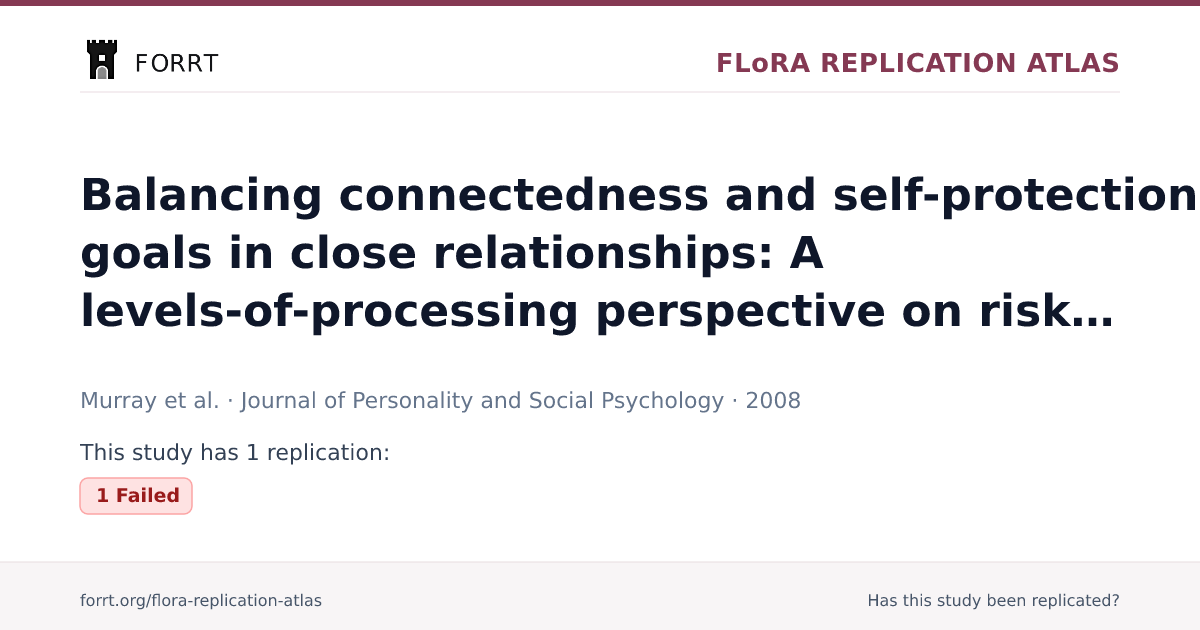 FORRT
FLoRA REPLICATION ATLAS
Balancing connectedness and self-protection
goals in close relationships: A
levels-of-processing perspective on risk…
Murray et al. · Journal of Personality and Social Psychology · 2008
This study has 1 replication:
1 Failed
forrt.org/flora-replication-atlas
Has this study been replicated?